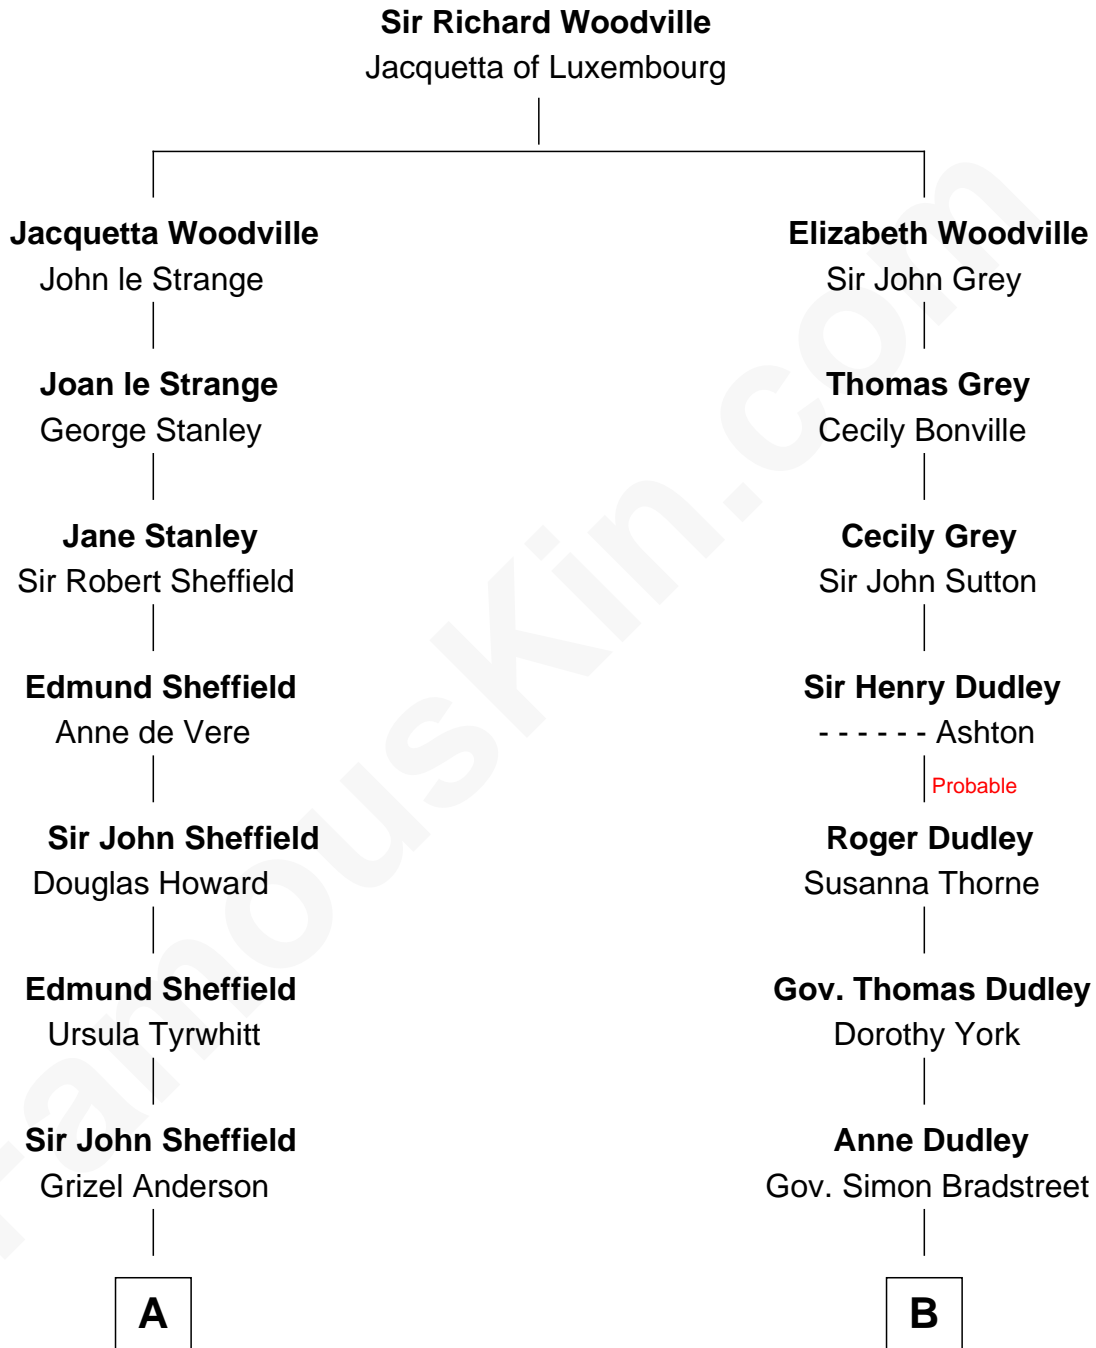 Sir Richard Woodville
Jacquetta of Luxembourg
Jacquetta Woodville
John le Strange
Elizabeth Woodville
Sir John Grey
Joan le Strange
George Stanley
Thomas Grey
Cecily Bonville
Jane Stanley
Sir Robert Sheffield
Cecily Grey
Sir John Sutton
Edmund Sheffield
Anne de Vere
Sir Henry Dudley
- - - - - - Ashton
Probable
Sir John Sheffield
Douglas Howard
Roger Dudley
Susanna Thorne
Edmund Sheffield
Ursula Tyrwhitt
Gov. Thomas Dudley
Dorothy York
Sir John Sheffield
Grizel Anderson
Anne Dudley
Gov. Simon Bradstreet
A
B
FamousKin.com